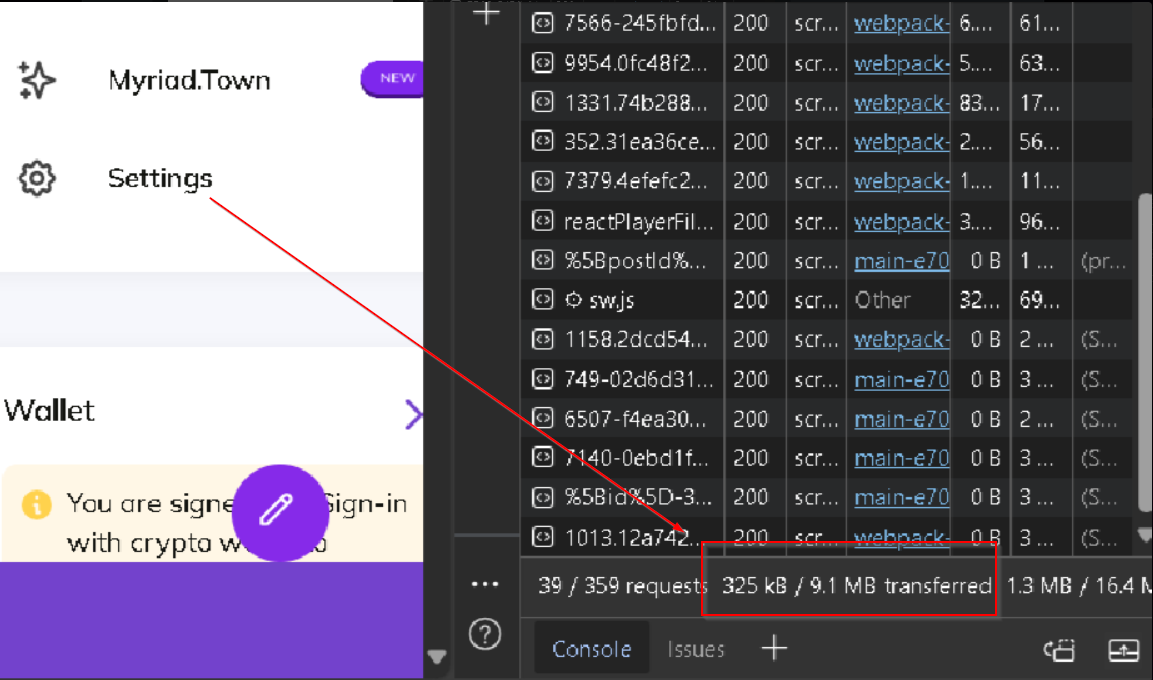 Myriad.Town NEW
Settings
Wallet
You are signe Sign-in
with crypto w o
7566-245fbfd... 200 scr... webpack- 6.... 61...
9954.0fc48f2... 200 scr... webpack- 5.... 63...
1331.74b288... 200 scr... webpack- 83... 17...
352.31ea36ce... 200 scr... webpack- 2.... 56...
7379.4efefc2... 200 scr... webpack- 1.... 11...
reactPlayerFil... 200 scr... webpack- 3.... 96...
%5BpostId%... 200 scr... main-e70 0 B 1 ... (pr...
sw.js 200 scr... Other 32... 69...
1158.2dcd54... 200 scr... webpack- 0 B 2 ... (S...
749-02d6d31... 200 scr... main-e70 0 B 3 ... (S...
6507-f4ea30... 200 scr... main-e70 0 B 2 ... (S...
7140-0ebd1f... 200 scr... main-e70 0 B 3 ... (S...
%5Bid%5D-3... 200 scr... main-e70 0 B 3 ... (S...
1013.12a742... 200 scr... webpack- 0 B 3 ... (S...
39 / 359 requests 325 kB / 9.1 MB transferred 1.3 MB / 16.4 M
Console Issues